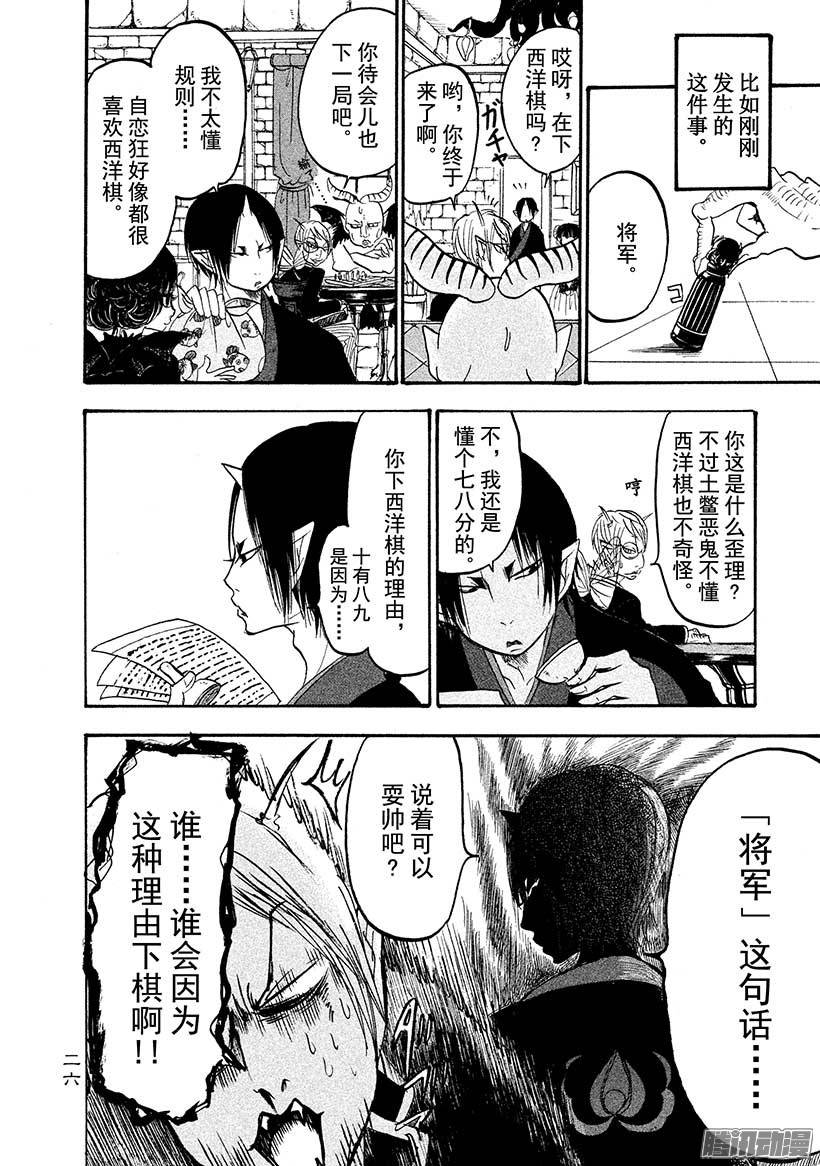 比如刚刚
发生的
这件事。
将军。
コ
哎呀，在下
西洋棋吗？
哟，你终于
来了啊。
ガチャ
你待会儿也
下一局吧。
我不太懂
规则……
自恋狂好像都很
喜欢西洋棋。
你这是什么歪理？
不过土鳖恶鬼不懂
西洋棋也不奇怪。
哼
不，我还是
懂个七八分的。
你下西洋棋的理由，
十有八九
是因为……
「将军」这句话……
说着可以
耍帅吧？
谁……谁会因为
这种理由下棋啊!!
二六
腾讯动漫